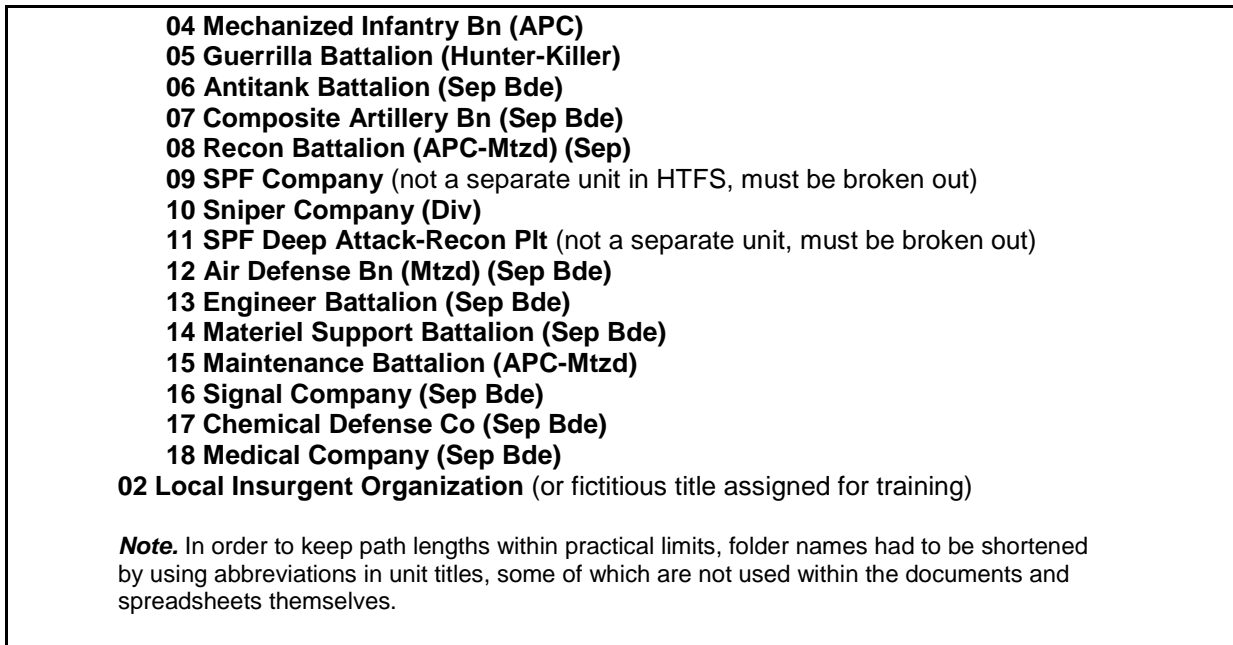 04 Mechanized Infantry Bn (APC)
05 Guerrilla Battalion (Hunter-Killer)
06 Antitank Battalion (Sep Bde)
07 Composite Artillery Bn (Sep Bde)
08 Recon Battalion (APC-Mtzd) (Sep)
09 SPF Company (not a separate unit in HTFS, must be broken out)
10 Sniper Company (Div)
11 SPF Deep Attack-Recon Plt (not a separate unit, must be broken out)
12 Air Defense Bn (Mtzd) (Sep Bde)
13 Engineer Battalion (Sep Bde)
14 Materiel Support Battalion (Sep Bde)
15 Maintenance Battalion (APC-Mtzd)
16 Signal Company (Sep Bde)
17 Chemical Defense Co (Sep Bde)
18 Medical Company (Sep Bde)
02 Local Insurgent Organization (or fictitious title assigned for training)
Note. In order to keep path lengths within practical limits, folder names had to be shortened
by using abbreviations in unit titles, some of which are not used within the documents and
spreadsheets themselves.